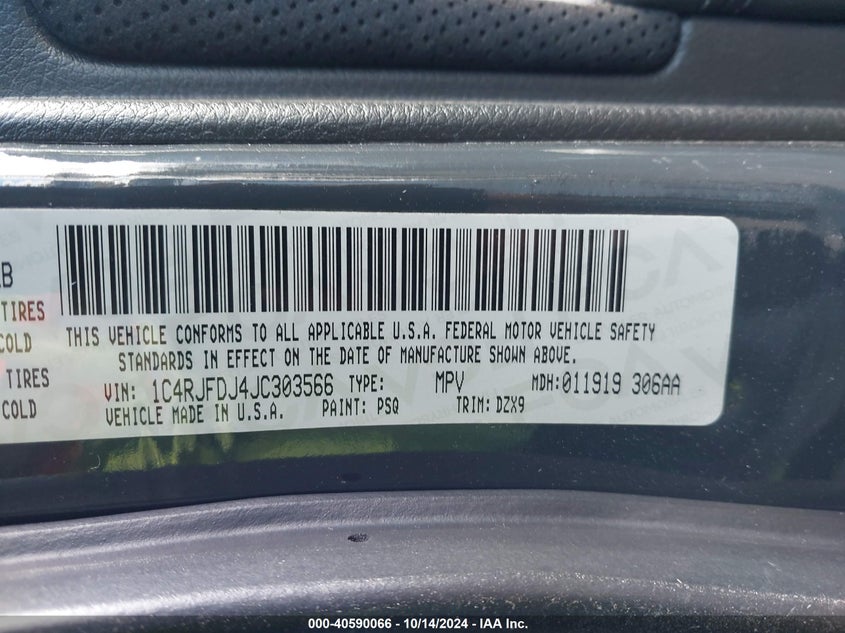 B
TIRES
COLD
TIRES
COLD
THIS VEHICLE CONFORMS TO ALL APPLICABLE U.S.A. FEDERAL MOTOR VEHICLE SAFETY
STANDARDS IN EFFECT ON THE DATE OF MANUFACTURE SHOWN ABOVE.
VIN: 1C4RJFDJ4JC303566 TYPE: MPV MDH:011919 306AA
VEHICLE MADE IN U.S.A. PAINT: PSQ TRIM: DZX9
000-40590066 - 10/14/2024 - IAA Inc.